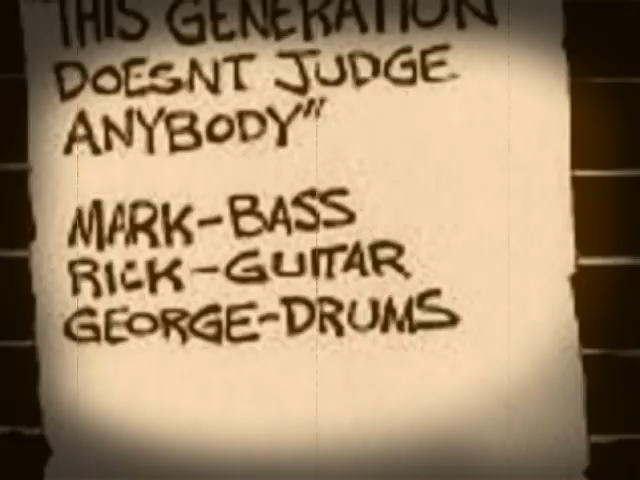 "THIS GENERATION
DOESNT JUDGE
ANYBODY"
MARK-BASS
RICK-GUITAR
GEORGE-DRUMS